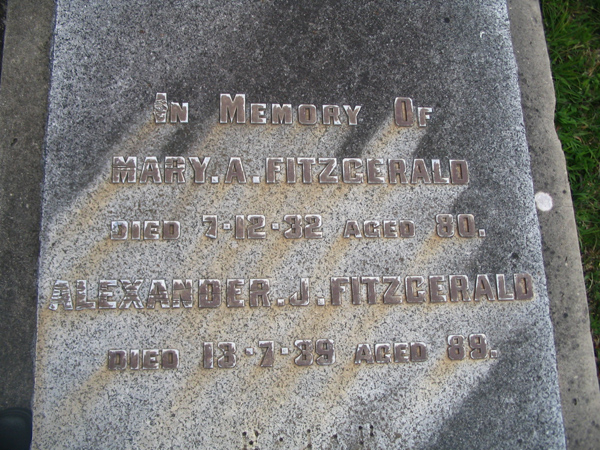 IN MEMORY OF
MARY. A. FITZGERALD
DIED 7-12-32 AGED 80.
ALEXANDER. J. FITZGERALD
DIED 13-7-39 AGED 89.